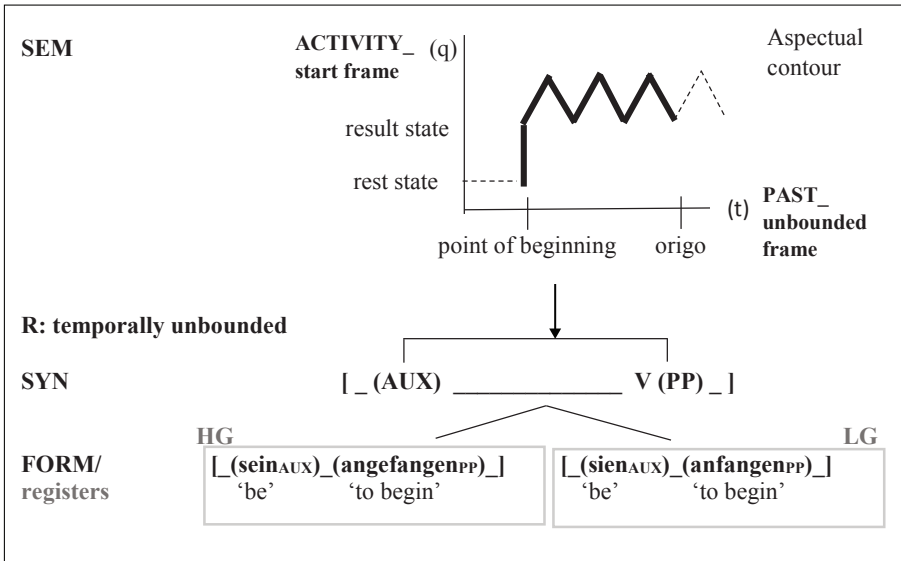 SEM
ACTIVITY_ (q)
start frame
Aspectual
contour
result state
rest state
(t) PAST_
unbounded
frame
point of beginning origo
R: temporally unbounded
SYN [ _ (AUX) ______________ V (PP) _ ]
HG LG
FORM/ [_(seinAUX)_(angefangenPP)_] [_(sienAUX)_(anfangenPP)_]
registers ‘be’ ‘to begin’ ‘be’ ‘to begin’